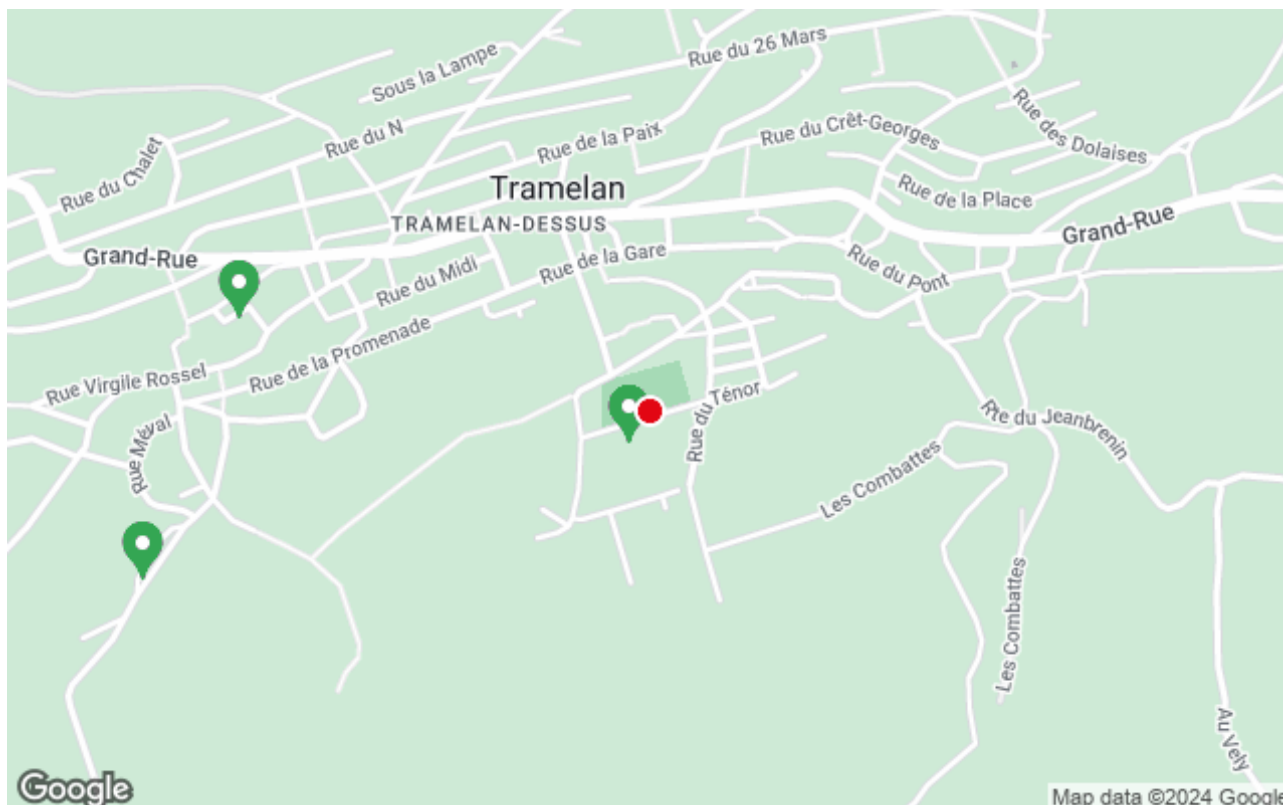 Rue du 26 Mars
Sous la Lampe
Rue du N
Rue de la Paix
Rue du Crêt-Georges
Rue des Dolaises
Rue du Chalet
Tramelan
TRAMELAN-DESSUS
Rue de la Place
Grand-Rue
Grand-Rue
Rue de la Gare
Rue du Midi
Rue du Pont
Rue de la Promenade
Rue Virgile Rossel
Rue du Ténor
Rte du Jeanbrenin
Rue Méval
Les Combattes
Les Combattes
Au Vely
Google
Map data ©2024 Google